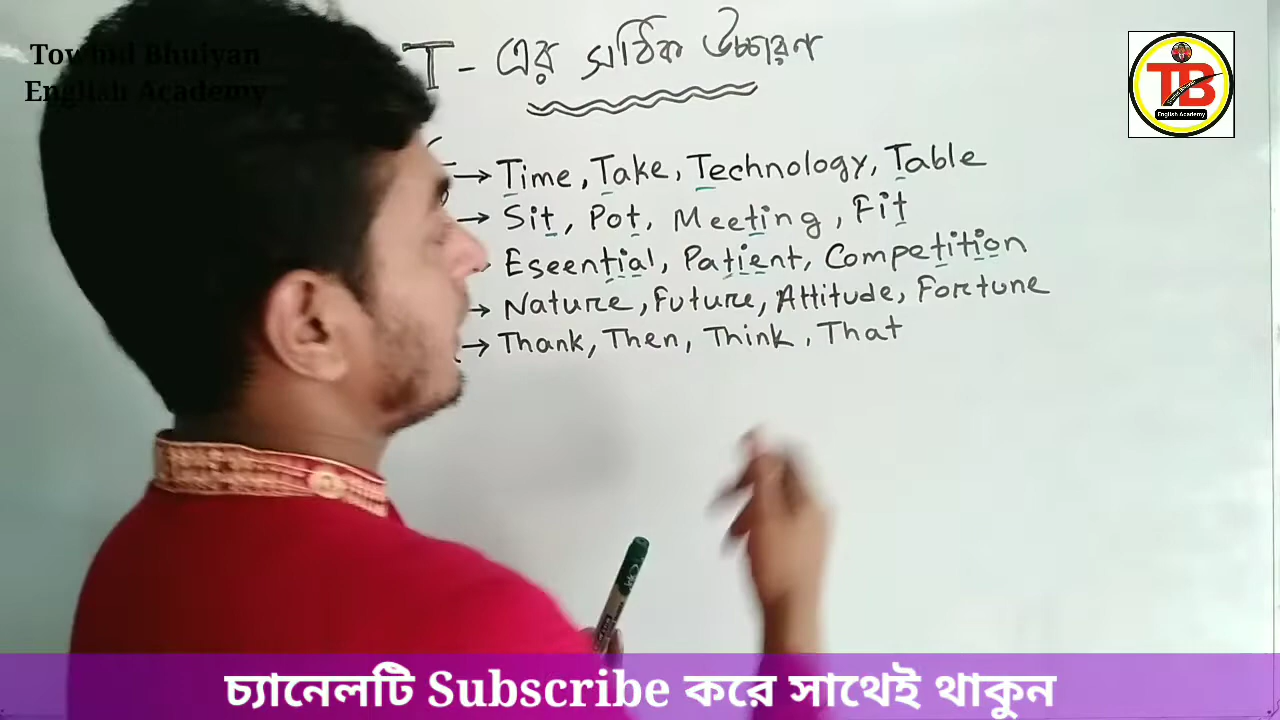 Bhuiyan
English Academy
T - এর সঠিক উচ্চারণ
TB
English Academy
→ Time, Take, Technology, Table
→ Sit, Pot, Meeting, Fit
Eseential, Patient, Competition
→ Nature, Future, Attitude, Fortune
→ Thank, Then, Think, That
চ্যানেলটি Subscribe করে সাথেই থাকুন